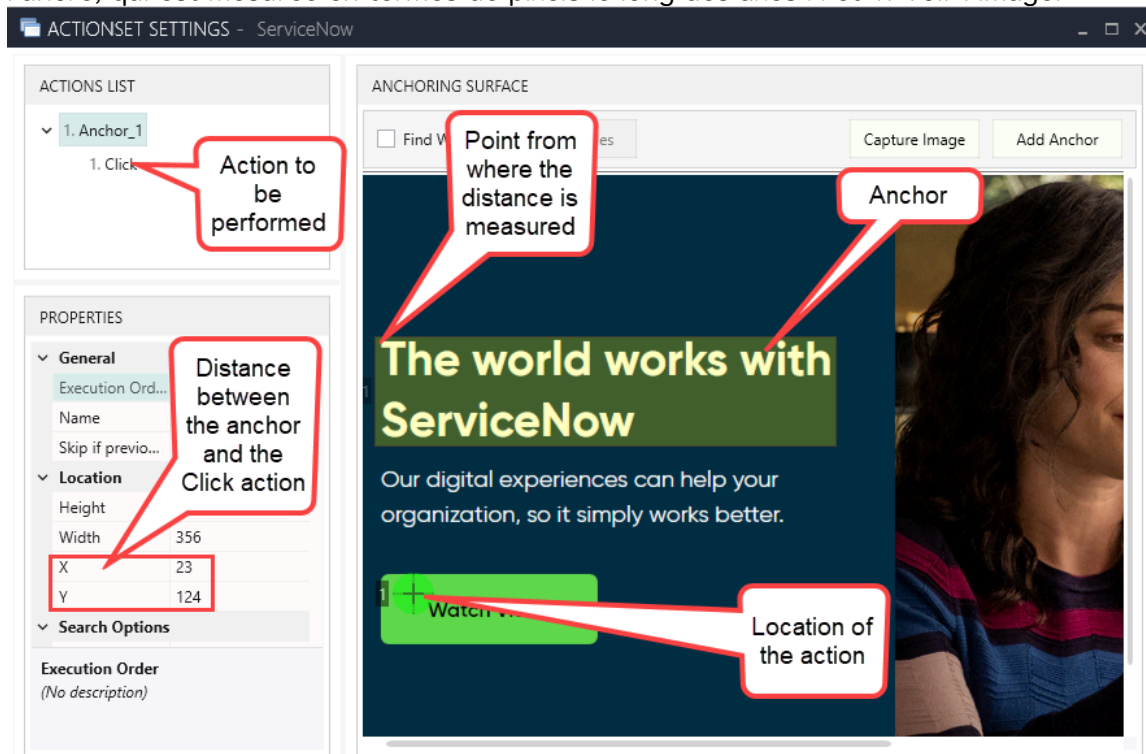 ACTIONSET SETTINGS - ServiceNow
ACTIONS LIST
1. Anchor_1
1. Click
Action to
be
performed
PROPERTIES
General
Execution Ord...
Name
Skip if previo...
Location
Height
Width 356
X 23
Y 124
Search Options
Distance
between
the anchor
and the
Click action
Execution Order
(No description)
ANCHORING SURFACE
Find
Capture Image
Add Anchor
Point from
where the
distance is
measured
Anchor
The world works with
ServiceNow
1
Our digital experiences can help your
organization, so it simply works better.
1
Watch
Location of
the action